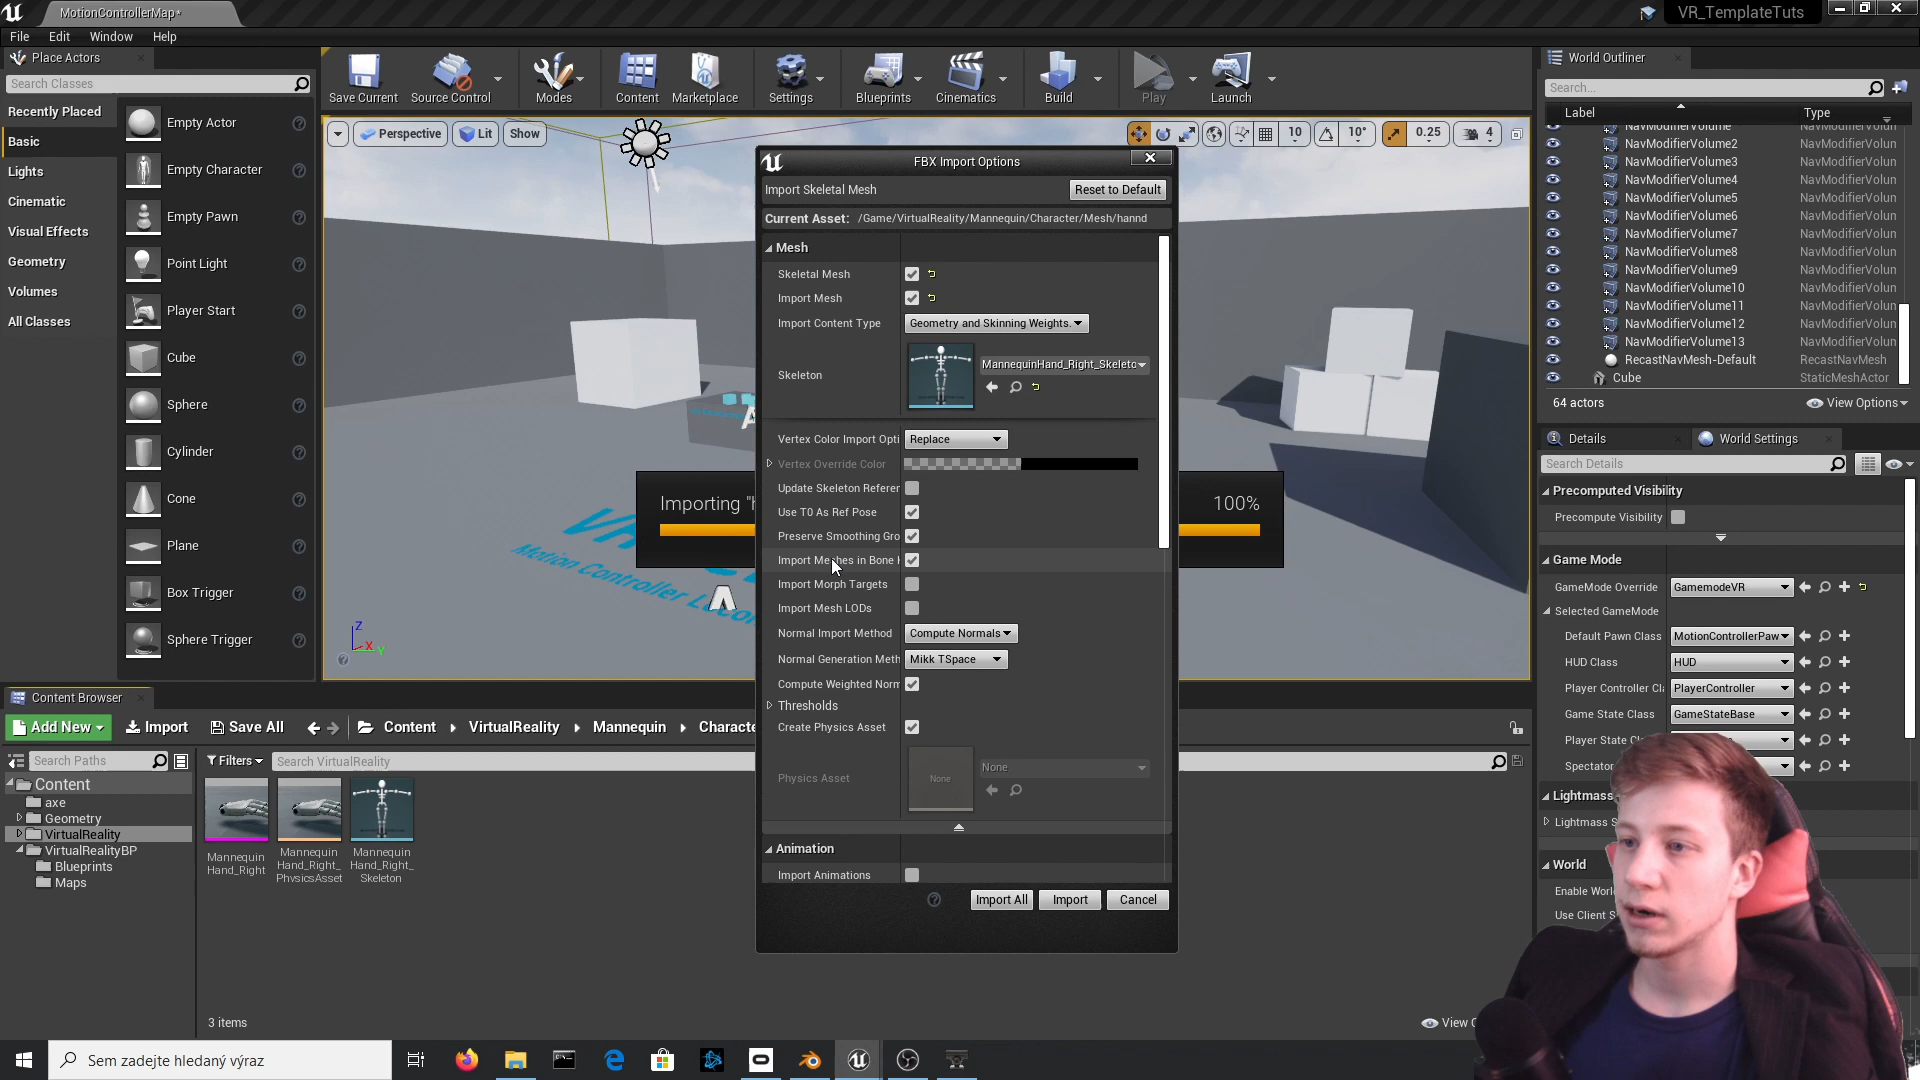 MotionControllerMap*
VR_TemplateTuts
File Edit Window Help
Place Actors
Search Classes
Recently Placed
Basic
Lights
Cinematic
Visual Effects
Geometry
Volumes
All Classes
Empty Actor
Empty Character
Empty Pawn
Point Light
Player Start
Cube
Sphere
Cylinder
Cone
Plane
Box Trigger
Sphere Trigger
Save Current
Source Control
Modes
Content
Marketplace
Settings
Blueprints
Cinematics
Build
Play
Launch
Perspective
Lit
Show
10
10°
0.25
4
Importing "
100%
Motion Controller
Z
X
Y
FBX Import Options
Import Skeletal Mesh
Reset to Default
Current Asset: /Game/VirtualReality/Mannequin/Character/Mesh/hannd
Mesh
Skeletal Mesh
Import Mesh
Import Content Type
Geometry and Skinning Weights.
Skeleton
MannequinHand_Right_Skeletc
Vertex Color Import Opti
Replace
Vertex Override Color
Update Skeleton Referer
Use T0 As Ref Pose
Preserve Smoothing Gro
Import Meshes in Bone
Import Morph Targets
Import Mesh LODs
Normal Import Method
Compute Normals
Normal Generation Meth
Mikk TSpace
Compute Weighted Norm
Thresholds
Create Physics Asset
Physics Asset
None
None
Animation
Import Animations
Import All
Import
Cancel
World Outliner
Search...
Label
Type
NavModifierVolume
NavModifierVolume2 NavModifierVolun
NavModifierVolume3 NavModifierVolun
NavModifierVolume4 NavModifierVolun
NavModifierVolume5 NavModifierVolun
NavModifierVolume6 NavModifierVolun
NavModifierVolume7 NavModifierVolun
NavModifierVolume8 NavModifierVolun
NavModifierVolume9 NavModifierVolun
NavModifierVolume10 NavModifierVolun
NavModifierVolume11 NavModifierVolun
NavModifierVolume12 NavModifierVolun
NavModifierVolume13 NavModifierVolun
RecastNavMesh-Default RecastNavMesh
Cube StaticMeshActor
64 actors
View Options
Details
World Settings
Search Details
Precomputed Visibility
Precompute Visibility
Game Mode
GameMode Override
GamemodeVR
Selected GameMode
Default Pawn Class
MotionControllerPaw
HUD Class
HUD
Player Controller Cl
PlayerController
Game State Class
GameStateBase
Player State Cl
Spectator
Lightmass
Lightmass S
World
Enable Worl
Use Client S
Content Browser
Add New
Import
Save All
Content
VirtualReality
Mannequin
Characte
Search Paths
Filters
Search VirtualReality
Content
axe
Geometry
VirtualReality
VirtualRealityBP
Blueprints
Maps
Mannequin
Hand_Right
Mannequin
Hand_Right_
PhysicsAsset
Mannequin
Hand_Right_
Skeleton
3 items
View
Sem zadejte hledaný výraz